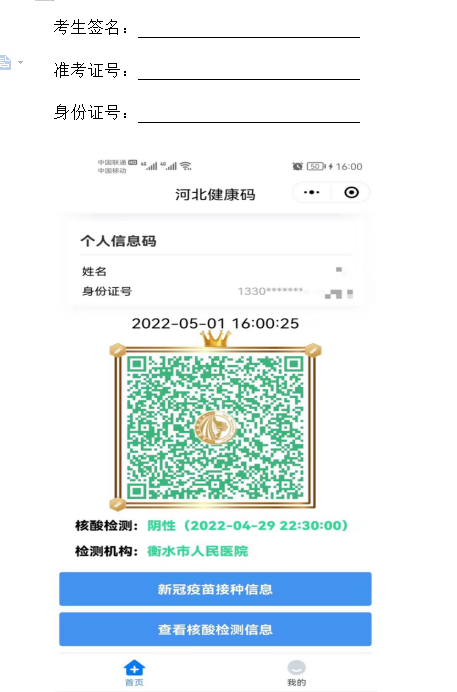 考生签名：
准考证号：
身份证号：
中国联通 HD 4G 4G
中国移动
50 16:00
河北健康码
个人信息码
姓名
身份证号 1330*******
2022-05-01 16:00:25
核酸检测：阴性（2022-04-29 22:30:00）
检测机构：衡水市人民医院
新冠疫苗接种信息
查看核酸检测信息
首页 我的